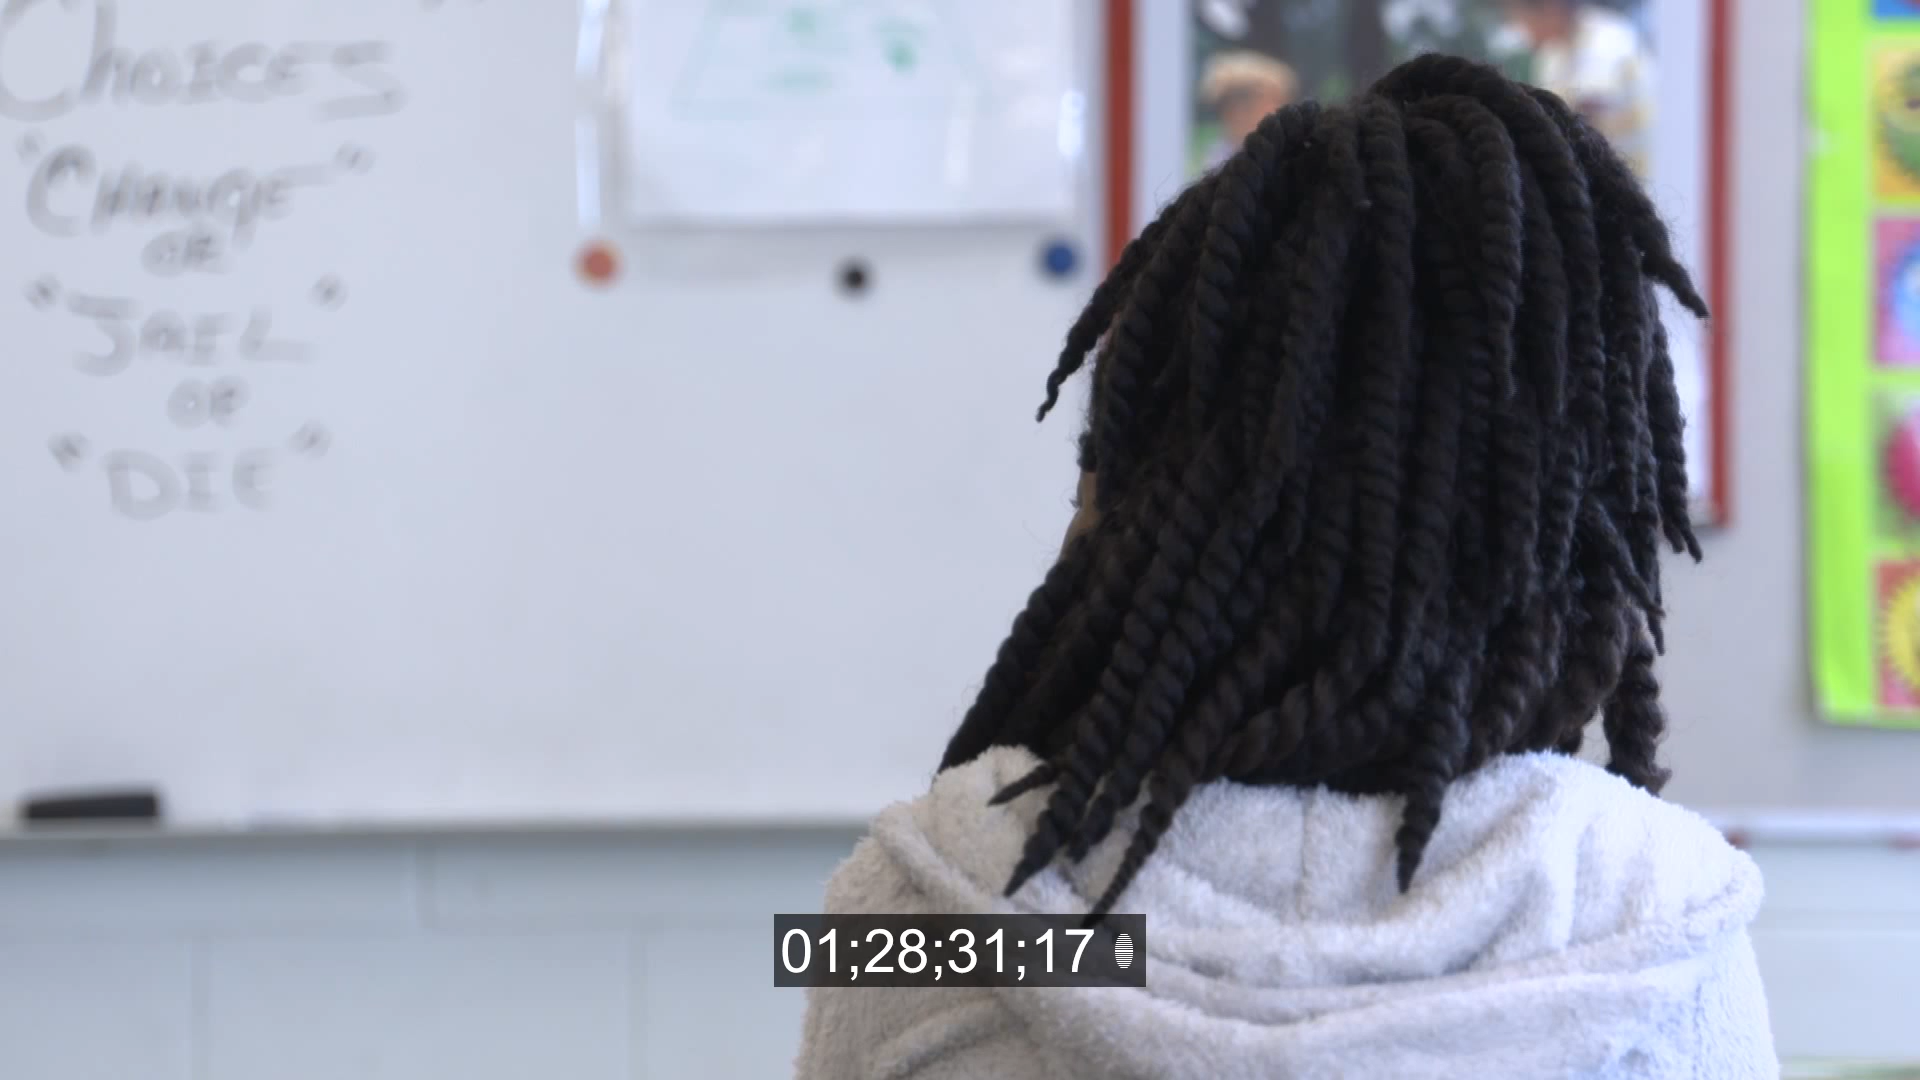 Choices
"CHANGE"
OR
"JAIL"
OR
"DIE"
01;28;31;17